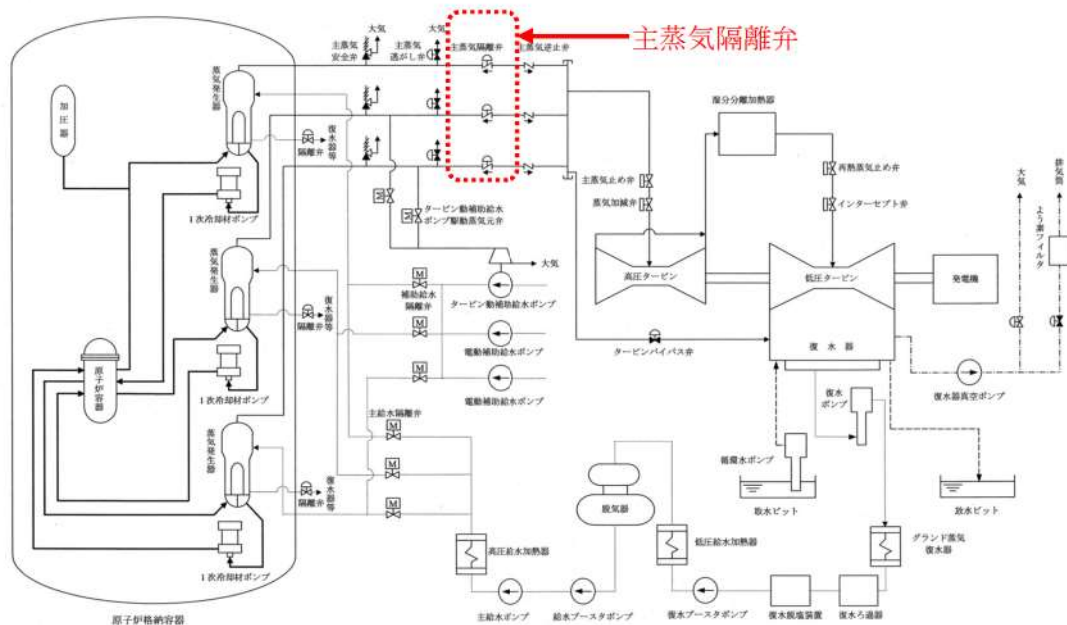 主蒸気隔離弁
大気
大気
主蒸気
安全弁
主蒸気
逃がし弁
主蒸気隔離弁
主蒸気逆止弁
加圧器
蒸気発生器
隔離弁
復水器等
1次冷却材ポンプ
湿分分離加熱器
主蒸気止め弁
蒸気加減弁
再熱蒸気止め弁
インターセプト弁
大気
排気筒
よう素フィルタ
M
M
タービン動補助給水
ポンプ駆動蒸気元弁
大気
高圧タービン
低圧タービン
発電機
蒸気発生器
隔離弁
復水器等
M
補助給水
隔離弁
タービン動補助給水ポンプ
M
電動補助給水ポンプ
M
電動補助給水ポンプ
タービンバイパス弁
復水器
復水器真空ポンプ
原子炉容器
1次冷却材ポンプ
復水
ポンプ
主給水隔離弁
M
M
M
蒸気発生器
隔離弁
復水器等
循環水ポンプ
取水ピット
放水ピット
脱気器
高圧給水加熱器
低圧給水加熱器
グランド蒸気
復水器
1次冷却材ポンプ
主給水ポンプ
給水ブースタポンプ
復水ブースタポンプ
復水脱塩装置
復水ろ過器
原子炉格納容器